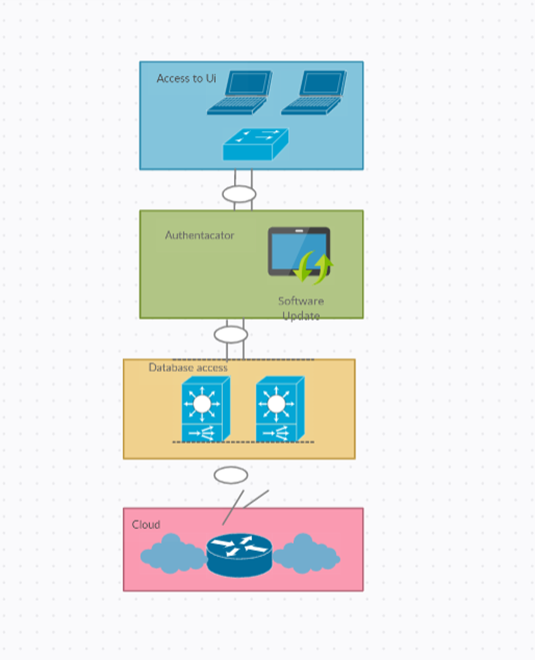 Access to Ui
Authentacator
Software
Update
Database access
Cloud